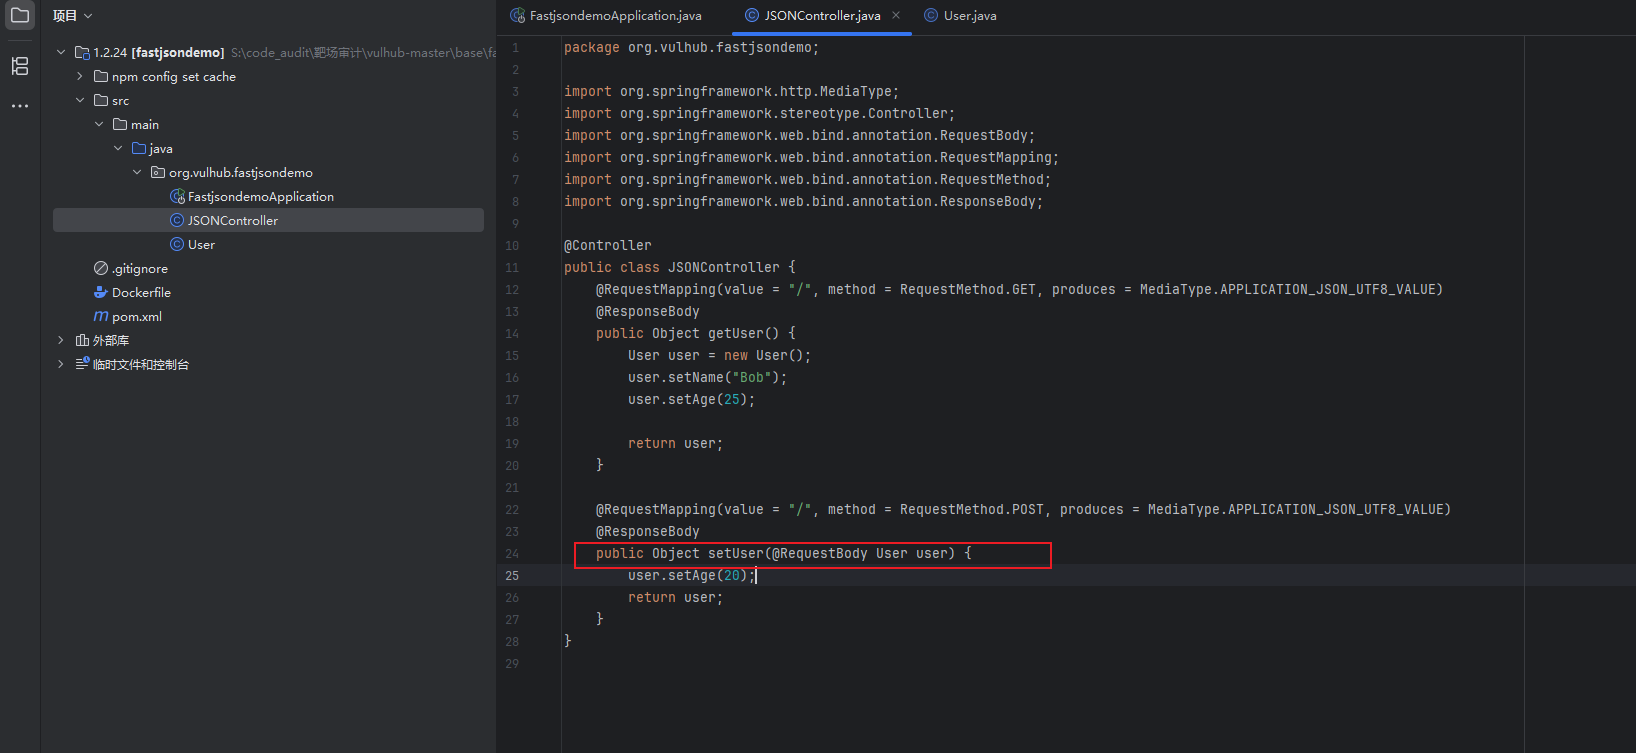 项目
1.2.24 [fastjsondemo] S:\code_audit\靶场审计\vulhub-master\base\fa
npm config set cache
src
main
java
org.vulhub.fastjsondemo
FastjsondemoApplication
JSONController
User
.gitignore
Dockerfile
pom.xml
外部库
临时文件和控制台
FastjsondemoApplication.java
JSONController.java
User.java
1 package org.vulhub.fastjsondemo;
2
3 import org.springframework.http.MediaType;
4 import org.springframework.stereotype.Controller;
5 import org.springframework.web.bind.annotation.RequestBody;
6 import org.springframework.web.bind.annotation.RequestMapping;
7 import org.springframework.web.bind.annotation.RequestMethod;
8 import org.springframework.web.bind.annotation.ResponseBody;
9
10 @Controller
11 public class JSONController {
12 @RequestMapping(value = "/", method = RequestMethod.GET, produces = MediaType.APPLICATION_JSON_UTF8_VALUE)
13 @ResponseBody
14 public Object getUser() {
15 User user = new User();
16 user.setName("Bob");
17 user.setAge(25);
18
19 return user;
20 }
21
22 @RequestMapping(value = "/", method = RequestMethod.POST, produces = MediaType.APPLICATION_JSON_UTF8_VALUE)
23 @ResponseBody
24 public Object setUser(@RequestBody User user) {
25 user.setAge(20);
26 return user;
27 }
28 }
29